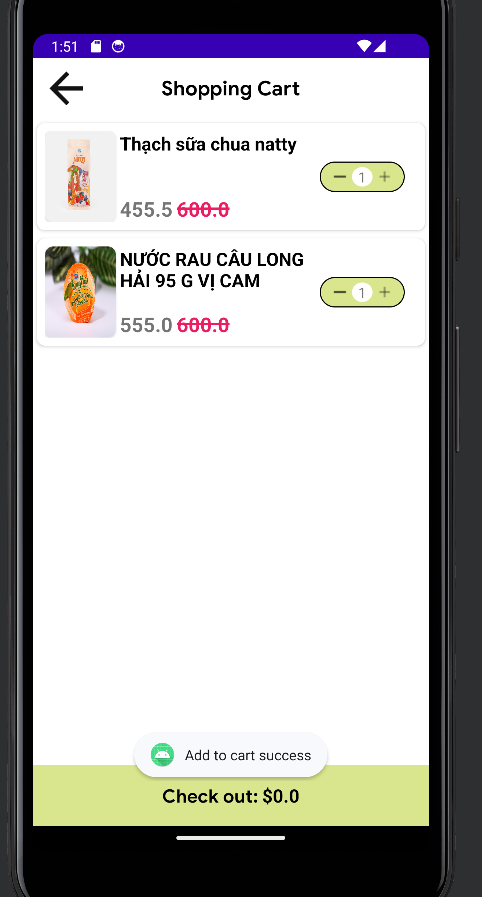 1:51
Shopping Cart
Thạch sữa chua natty
1
455.5 600.0
NƯỚC RAU CÂU LONG
HẢI 95 G VỊ CAM
1
555.0 600.0
Add to cart success
Check out: $0.0